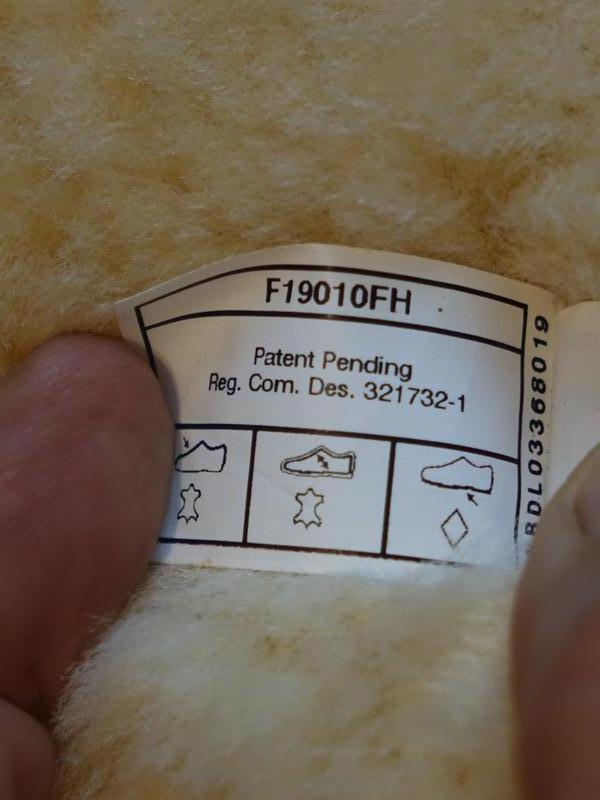 F19010FH
Patent Pending
Reg. Com. Des. 321732-1
BDL03368019